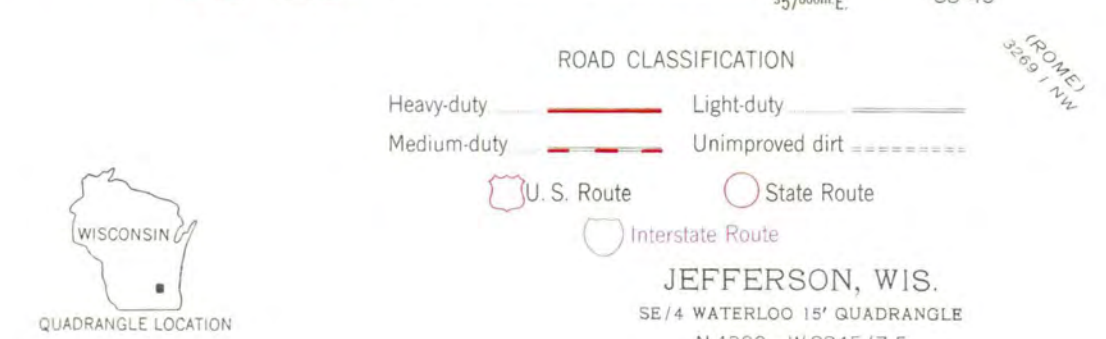 ROAD CLASSIFICATION
(ROME)
3269 I NW
Heavy-duty
Light-duty
Medium-duty
Unimproved dirt
U. S. Route
State Route
WISCONSIN
Interstate Route
JEFFERSON, WIS.
SE/4 WATERLOO 15' QUADRANGLE
QUADRANGLE LOCATION